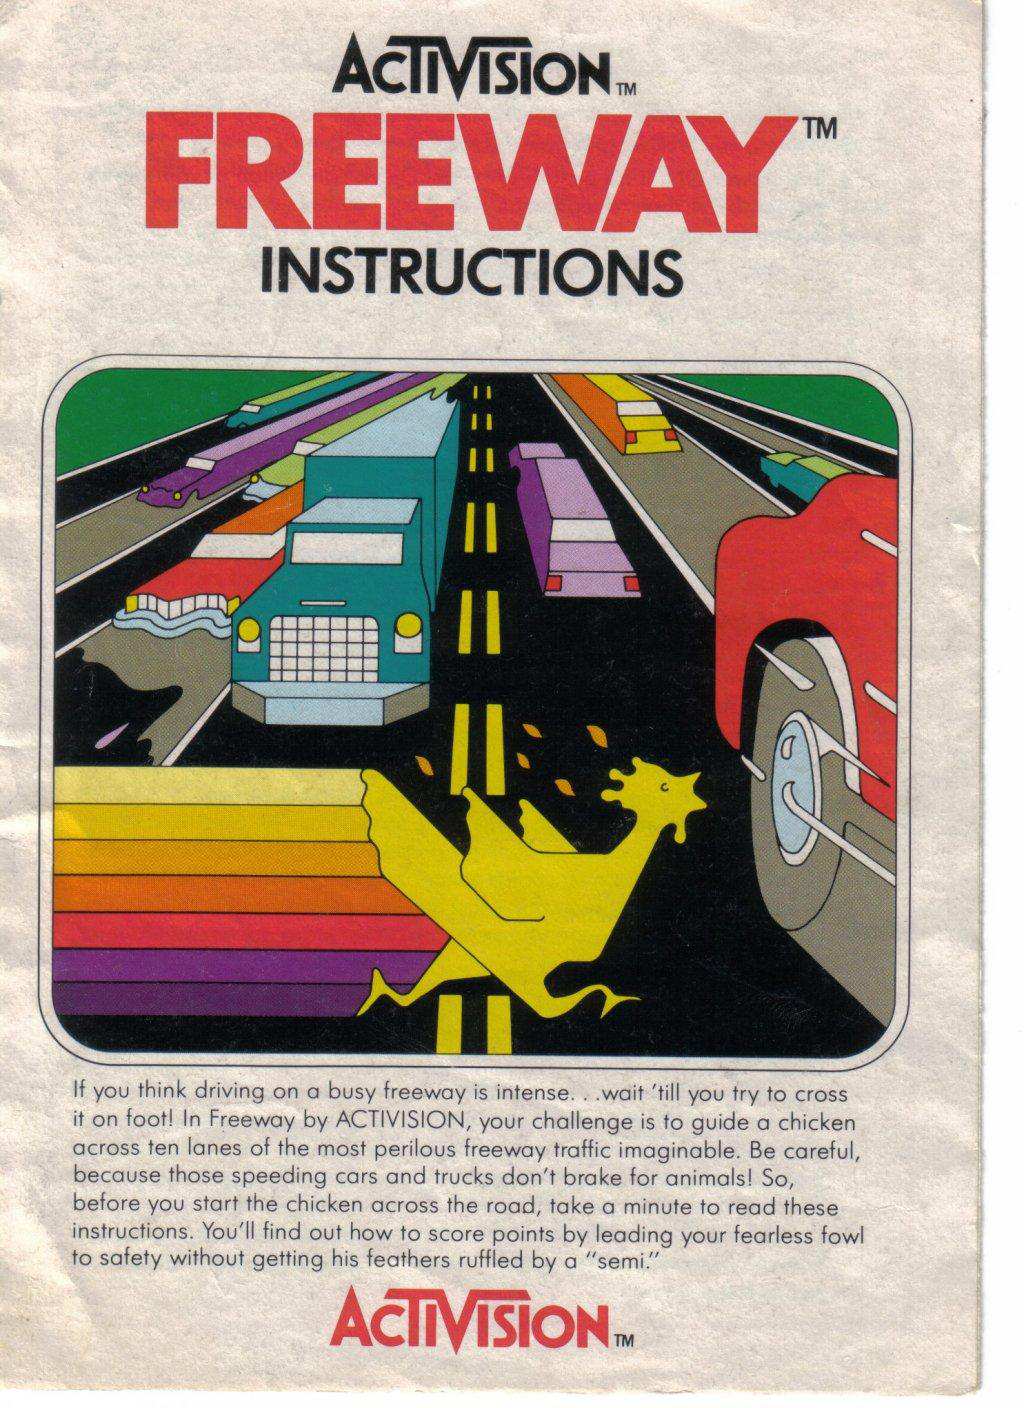 ACTIVISION™
FREEWAY™
INSTRUCTIONS
If you think driving on a busy freeway is intense. . .wait ’till you try to cross
it on foot! In Freeway by ACTIVISION, your challenge is to guide a chicken
across ten lanes of the most perilous freeway traffic imaginable. Be careful,
because those speeding cars and trucks don’t brake for animals! So,
before you start the chicken across the road, take a minute to read these
instructions. You’ll find out how to score points by leading your fearless fowl
to safety without getting his feathers ruffled by a “semi.”
ACTIVISION™